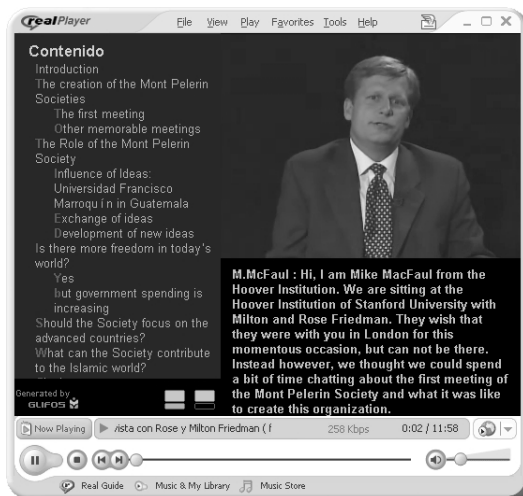 realPlayer File View Play Favorites Tools Help
Contenido
Introduction
The creation of the Mont Pelerin
Societies
The first meeting
Other memorable meetings
The Role of the Mont Pelerin
Society
Influence of Ideas:
Universidad Francisco
Marroquín in Guatemala
Exchange of ideas
Development of new ideas
Is there more freedom in today's
world?
Yes
but government spending is
increasing
Should the Society focus on the
advanced countries?
What can the Society contribute
to the Islamic world?
Generated by
GLIFOS
M.McFaul : Hi, I am Mike MacFaul from the
Hoover Institution. We are sitting at the
Hoover Institution of Stanford University with
Milton and Rose Friedman. They wish that
they were with you in London for this
momentous occasion, but can not be there.
Instead however, we thought we could spend
a bit of time chatting about the first meeting of
the Mont Pelerin Society and what it was like
to create this organization.
Now Playing vista con Rose y Milton Friedman ( f 258 Kbps 0:02 / 11:58
Real Guide Music & My Library Music Store